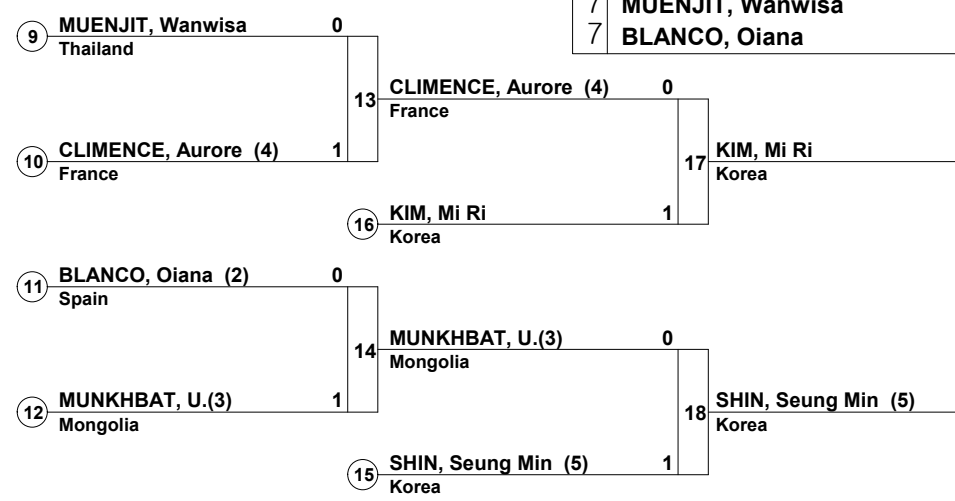 7 MUENJIT, Wanwisa
7 BLANCO, Oiana
9 MUENJIT, Wanwisa 0
Thailand
13 CLIMENCE, Aurore (4) 0
France
10 CLIMENCE, Aurore (4) 1
France
17 KIM, Mi Ri
Korea
16 KIM, Mi Ri 1
Korea
11 BLANCO, Oiana (2) 0
Spain
14 MUNKHBAT, U.(3) 0
Mongolia
12 MUNKHBAT, U.(3) 1
Mongolia
18 SHIN, Seung Min (5)
Korea
15 SHIN, Seung Min (5) 1
Korea